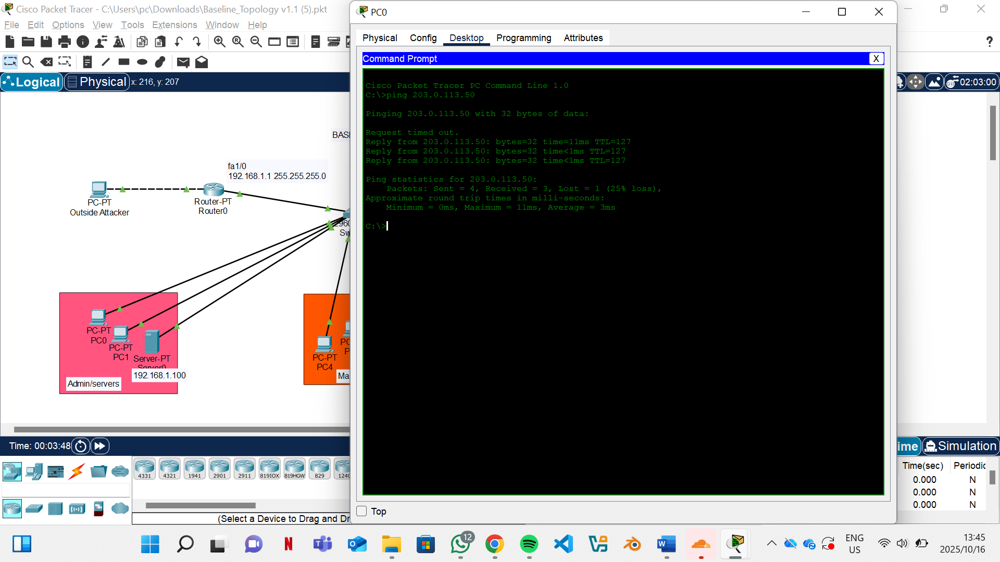 Cisco Packet Tracer - C:\Users\pc\Downloads\Baseline_Topology v1.1 (5).pkt
File Edit Options View Tools Extensions Window Help
?
Logical Physical x: 216, y: 207
02:03:00
PC0
Physical Config Desktop Programming Attributes
Command Prompt
X
Cisco Packet Tracer PC Command Line 1.0
C:\>ping 203.0.113.50
Pinging 203.0.113.50 with 32 bytes of data:
Request timed out.
Reply from 203.0.113.50: bytes=32 time=11ms TTL=127
Reply from 203.0.113.50: bytes=32 time<1ms TTL=127
Reply from 203.0.113.50: bytes=32 time<1ms TTL=127
Ping statistics for 203.0.113.50:
Packets: Sent = 4, Received = 3, Lost = 1 (25% loss),
Approximate round trip times in milli-seconds:
Minimum = 0ms, Maximum = 11ms, Average = 3ms
C:\>
Top
BASI
fa1/0
192.168.1.1 255.255.255.0
PC-PT
Outside Attacker
Router-PT
Router0
2960
Sw
PC-PT
PC0
PC-PT
PC1
Server-PT
Server0
192.168.1.100
Admin/servers
PC-PT
PC4
PC
P
Ma
Time: 00:03:48
ime
Simulation
Time(sec) Periodic
0.000 N
0.000 N
0.000 N
4331 4321 1941 2901 2911 819IOX 819HGW 829 1240
(Select a Device to Drag and Dr
12
ENG
US
13:45
2025/10/16